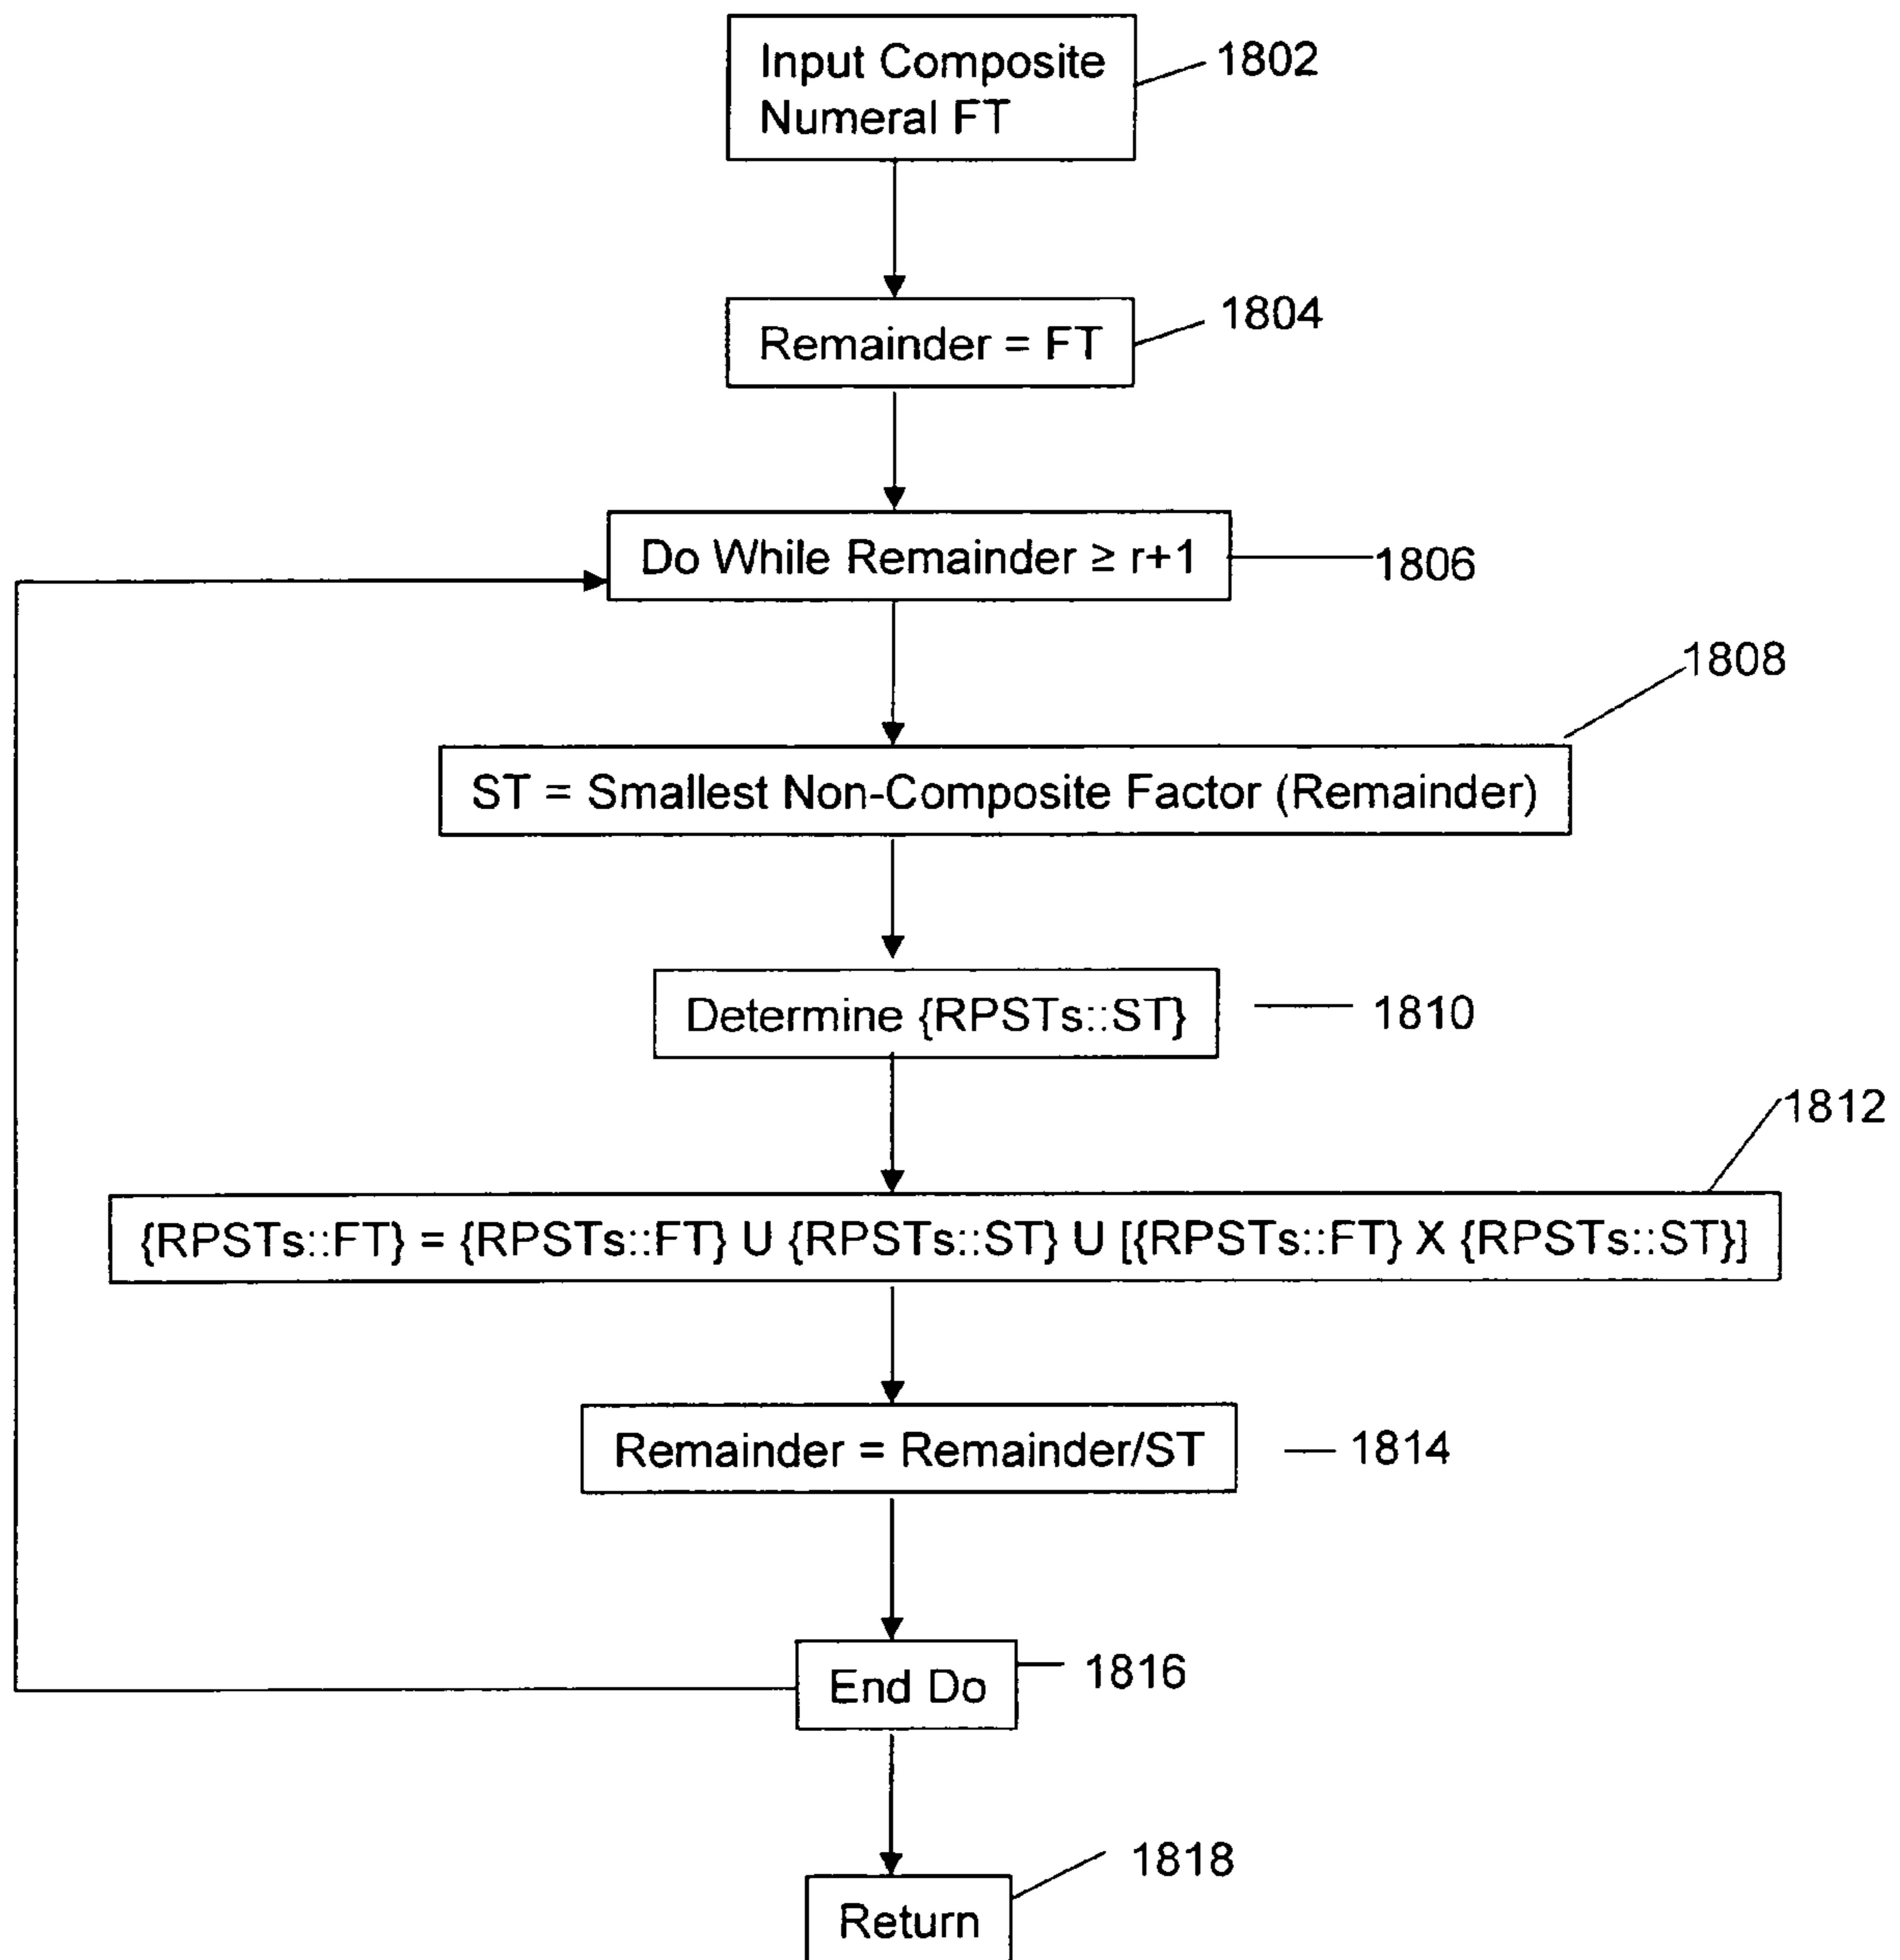 Input Composite
Numeral FT
1802
Remainder = FT
1804
Do While Remainder ≥ r+1
1806
1808
ST = Smallest Non-Composite Factor (Remainder)
Determine {RPSTs::ST}
1810
1812
{RPSTs::FT} = {RPSTs::FT} U {RPSTs::ST} U [{RPSTs::FT} X {RPSTs::ST}]
Remainder = Remainder/ST
1814
End Do
1816
1818
Return